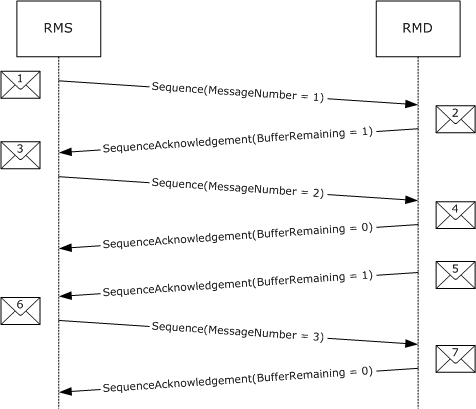 RMS
RMD
1
Sequence(MessageNumber = 1)
2
SequenceAcknowledgement(BufferRemaining = 1)
3
Sequence(MessageNumber = 2)
4
SequenceAcknowledgement(BufferRemaining = 0)
5
SequenceAcknowledgement(BufferRemaining = 1)
6
Sequence(MessageNumber = 3)
7
SequenceAcknowledgement(BufferRemaining = 0)